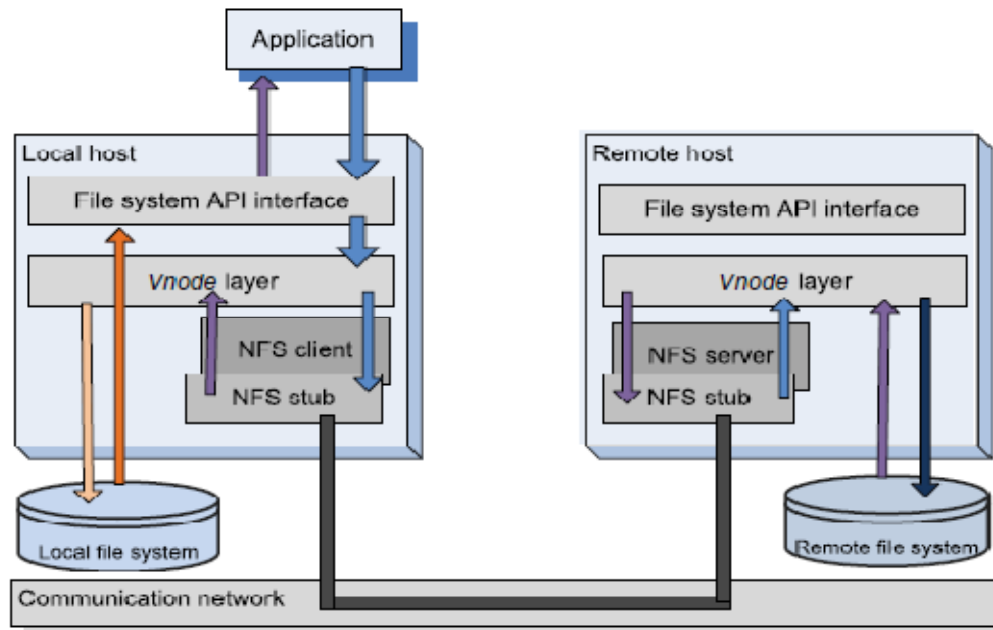 Application
Local host
File system API interface
Vnode layer
NFS client
NFS stub
Local file system
Remote host
File system API interface
Vnode layer
NFS server
NFS stub
Remote file system
Communication network